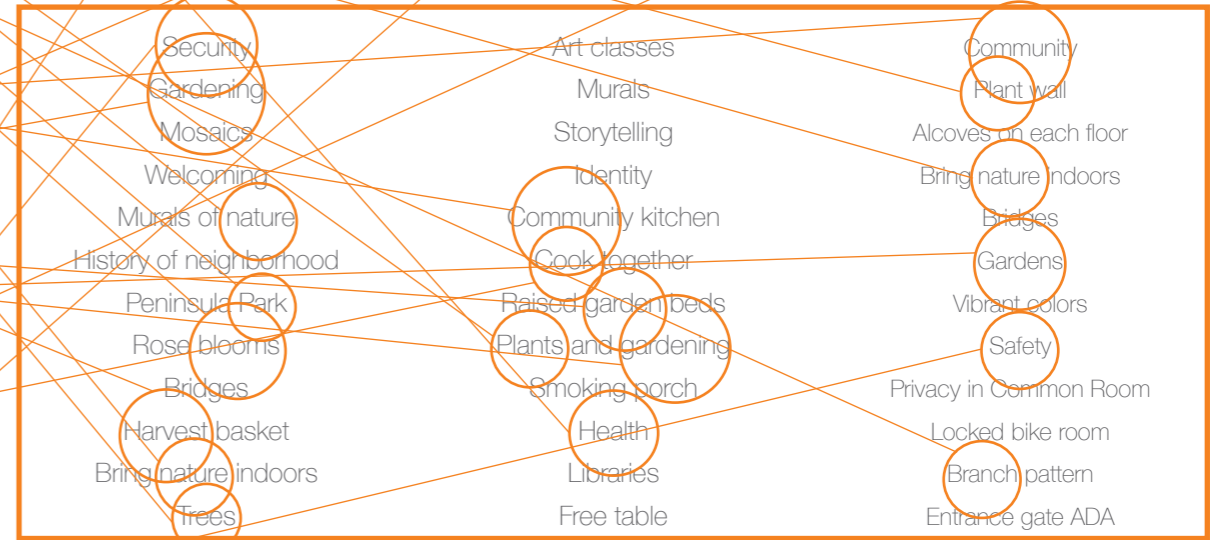 Security
Gardening
Mosaics
Welcoming
Murals of nature
History of neighborhood
Peninsula Park
Rose blooms
Bridges
Harvest basket
Bring nature indoors
Trees
Art classes
Murals
Storytelling
Identity
Community kitchen
Cook together
Raised garden beds
Plants and gardening
Smoking porch
Health
Libraries
Free table
Community
Plant wall
Alcoves on each floor
Bring nature indoors
Bridges
Gardens
Vibrant colors
Safety
Privacy in Common Room
Locked bike room
Branch pattern
Entrance gate ADA